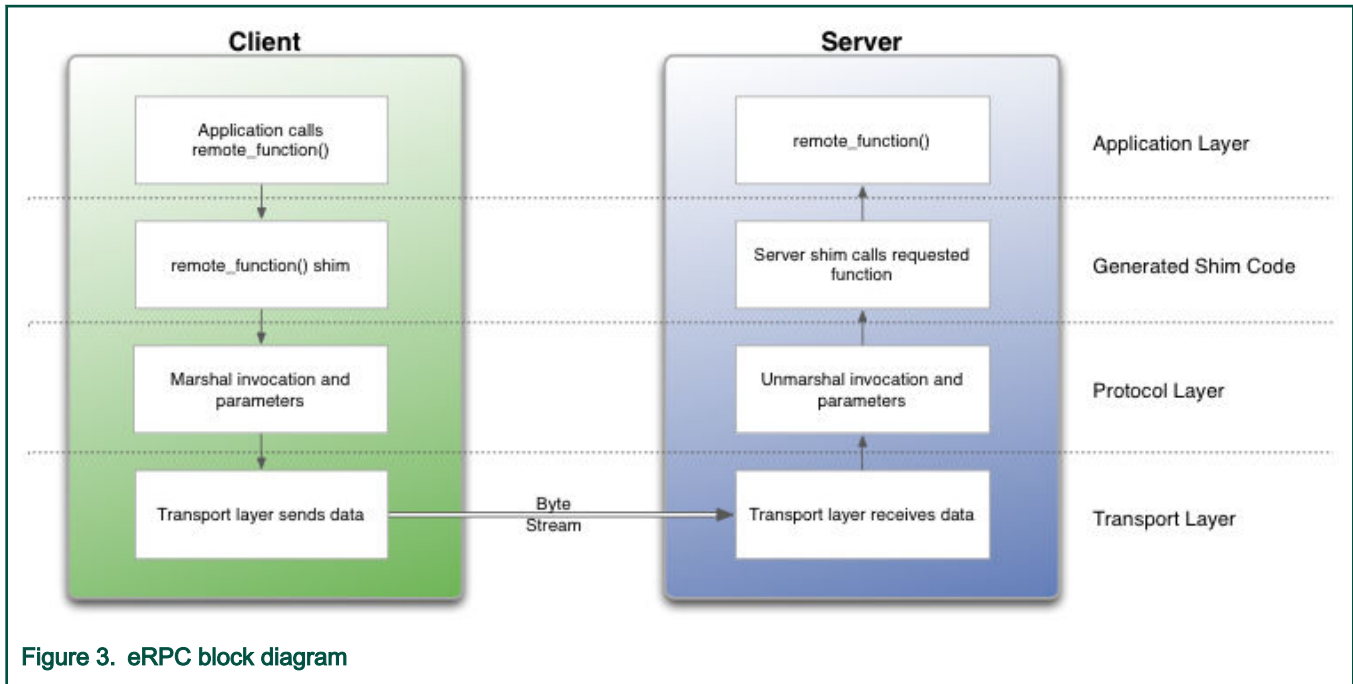 Client
Server
Application calls
remote_function()
remote_function()
Application Layer
remote_function() shim
Server shim calls requested
function
Generated Shim Code
Marshal invocation and
parameters
Unmarshal invocation and
parameters
Protocol Layer
Transport layer sends data
Byte
Stream
Transport layer receives data
Transport Layer
Figure 3. eRPC block diagram